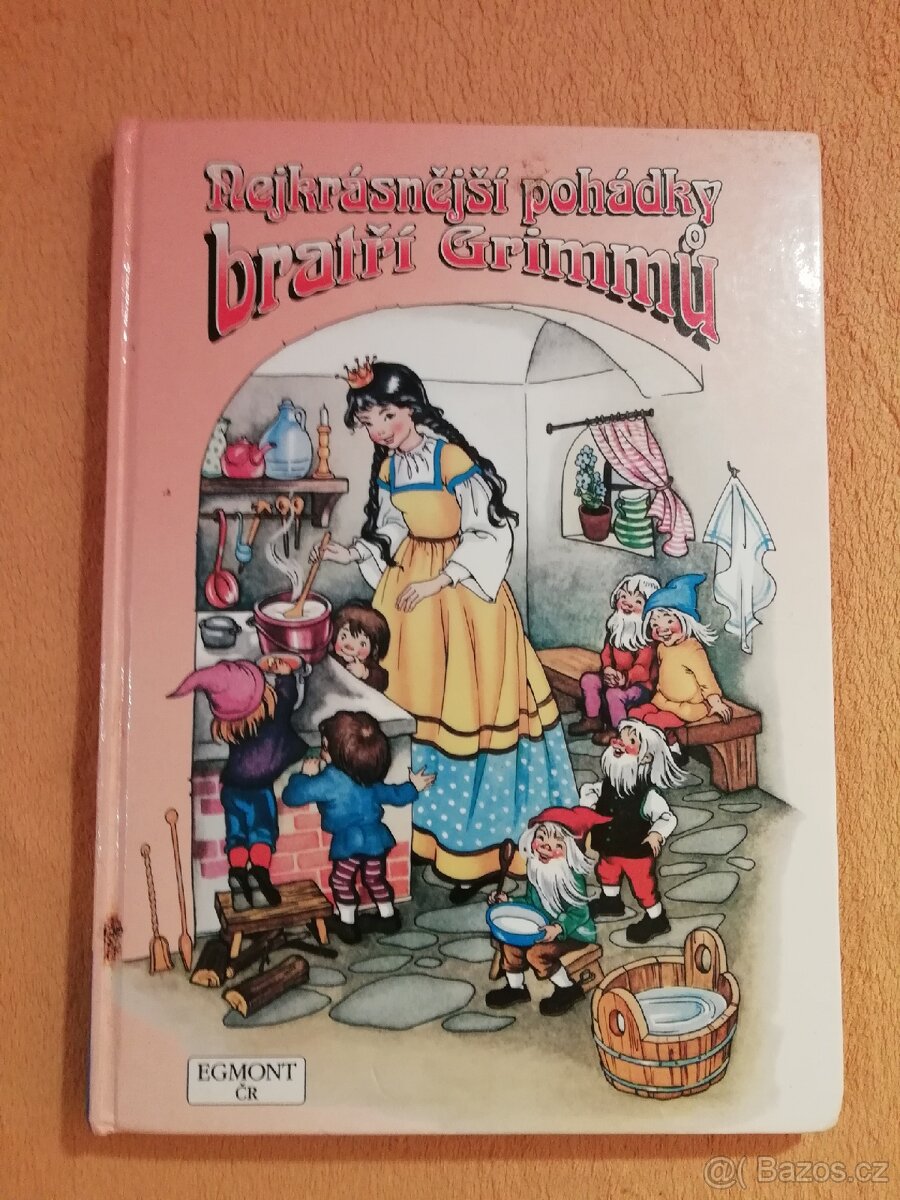 Nejkrásnější pohádky
bratří Grimmů
EGMONT
ČR
@( Bazos.cz